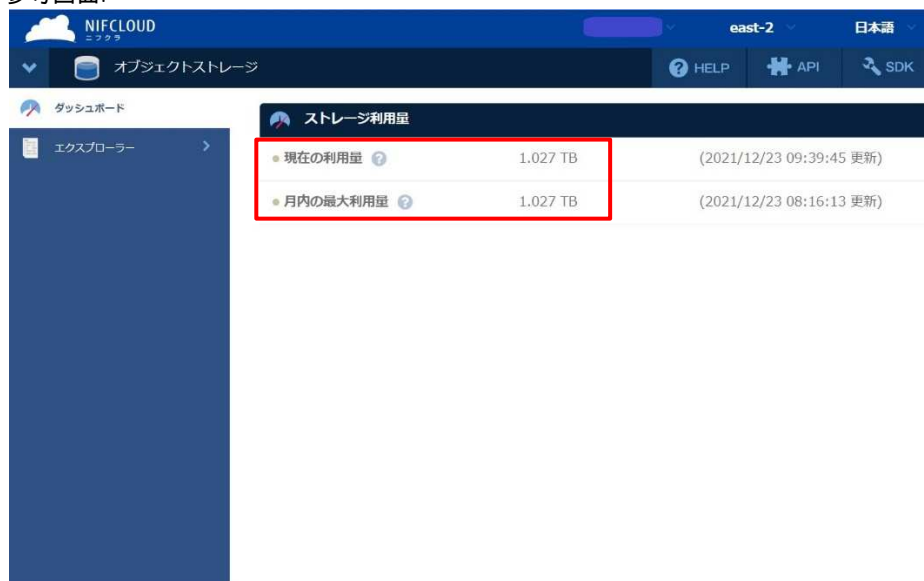 NIFCLOUD
ニフクラ
east-2
日本語
オブジェクトストレージ
HELP
API
SDK
ダッシュボード
エクスプローラー
ストレージ利用量
現在の利用量 1.027 TB (2021/12/23 09:39:45 更新)
月内の最大利用量 1.027 TB (2021/12/23 08:16:13 更新)